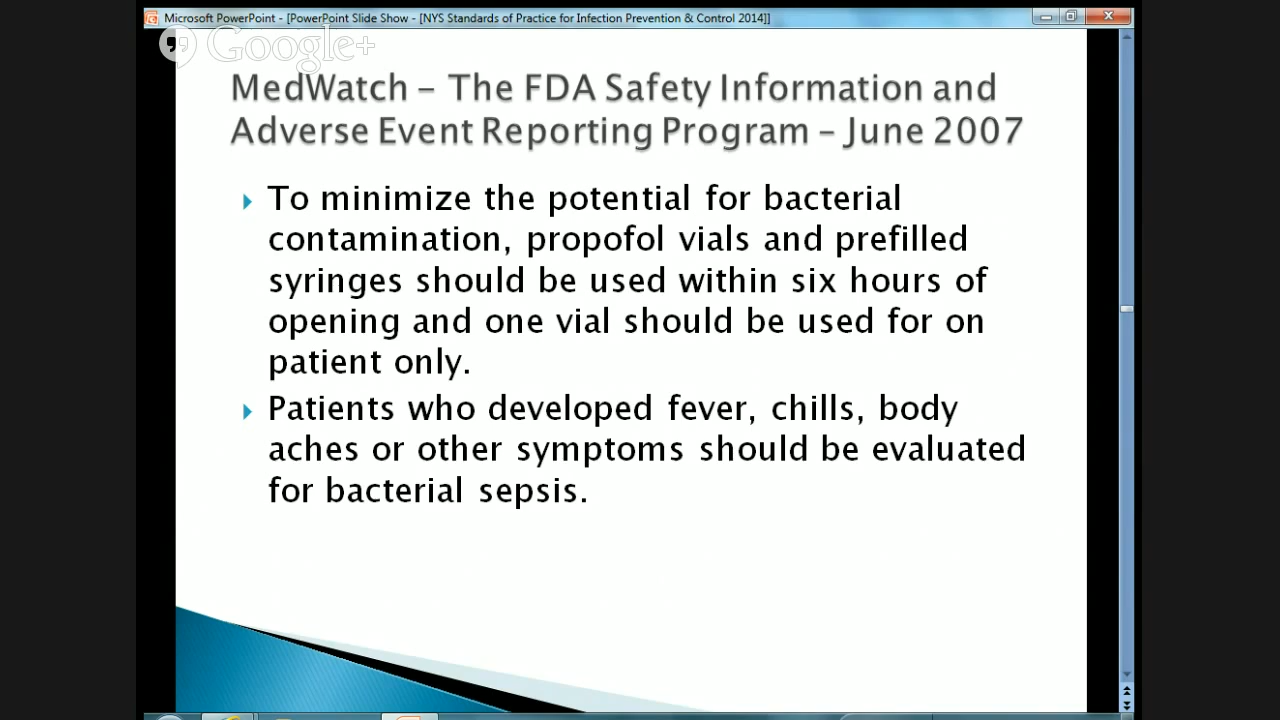 Microsoft PowerPoint - [PowerPoint Slide Show - [NYS Standards of Practice for Infection Prevention & Control 2014]]
Google+
MedWatch – The FDA Safety Information and
Adverse Event Reporting Program – June 2007
To minimize the potential for bacterial
contamination, propofol vials and prefilled
syringes should be used within six hours of
opening and one vial should be used for on
patient only.
Patients who developed fever, chills, body
aches or other symptoms should be evaluated
for bacterial sepsis.